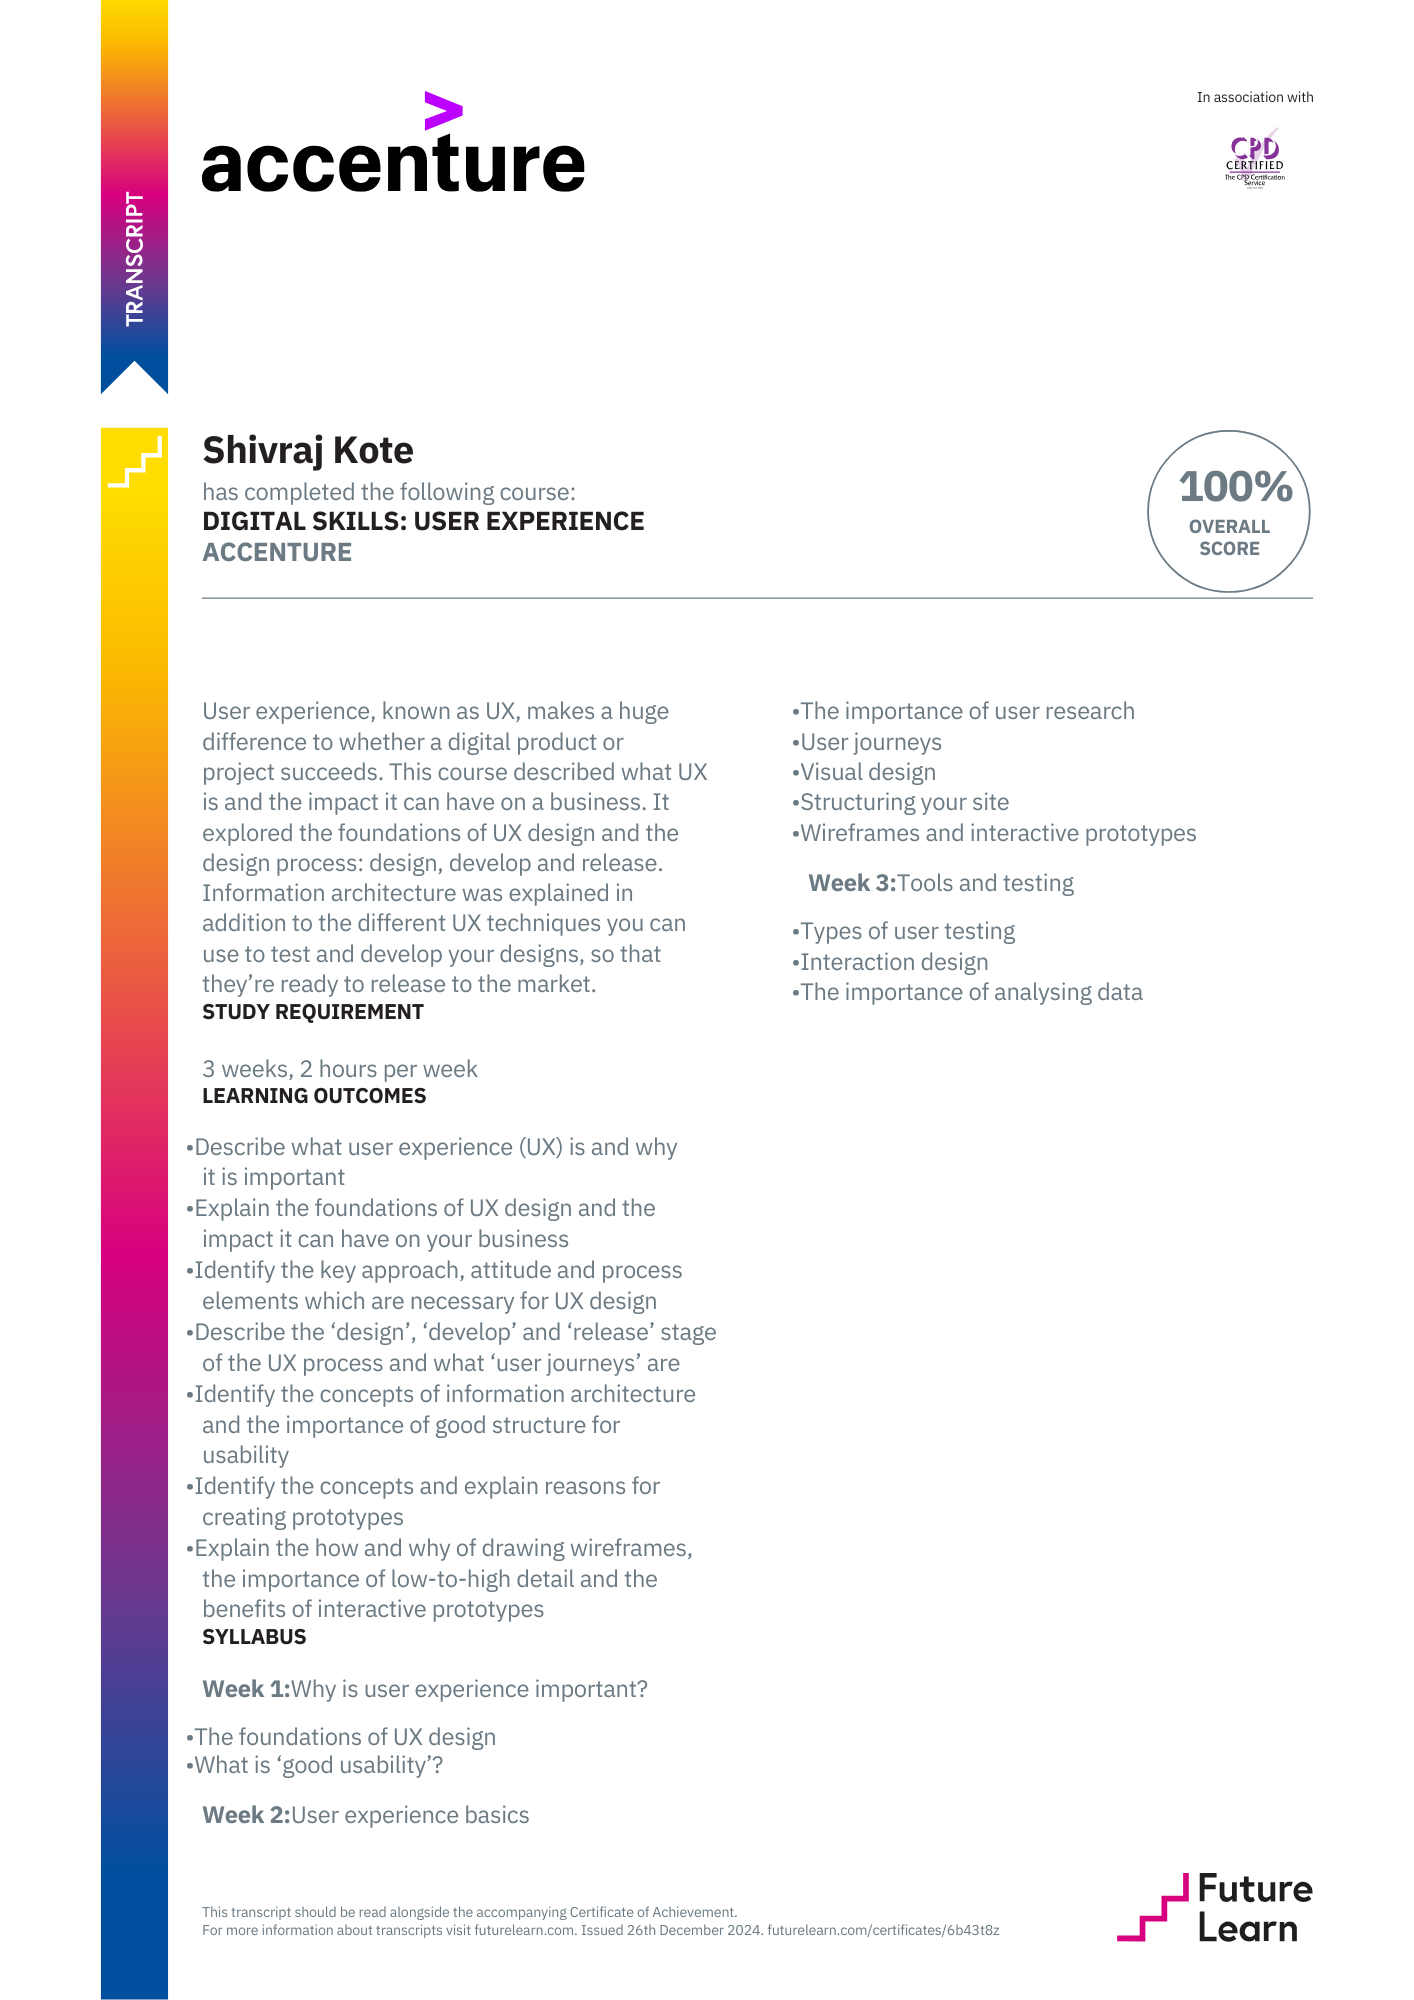 TRANSCRIPT
accenture
In association with
CPD
CERTIFIED
The CPD Certification
Service
Shivraj Kote
has completed the following course:
DIGITAL SKILLS: USER EXPERIENCE
ACCENTURE
100%
OVERALL
SCORE
User experience, known as UX, makes a huge
difference to whether a digital product or
project succeeds. This course described what UX
is and the impact it can have on a business. It
explored the foundations of UX design and the
design process: design, develop and release.
Information architecture was explained in
addition to the different UX techniques you can
use to test and develop your designs, so that
they’re ready to release to the market.
STUDY REQUIREMENT
3 weeks, 2 hours per week
LEARNING OUTCOMES
•Describe what user experience (UX) is and why
it is important
•Explain the foundations of UX design and the
impact it can have on your business
•Identify the key approach, attitude and process
elements which are necessary for UX design
•Describe the ‘design’, ‘develop’ and ‘release’ stage
of the UX process and what ‘user journeys’ are
•Identify the concepts of information architecture
and the importance of good structure for
usability
•Identify the concepts and explain reasons for
creating prototypes
•Explain the how and why of drawing wireframes,
the importance of low-to-high detail and the
benefits of interactive prototypes
SYLLABUS
Week 1:Why is user experience important?
•The foundations of UX design
•What is ‘good usability’?
Week 2:User experience basics
•The importance of user research
•User journeys
•Visual design
•Structuring your site
•Wireframes and interactive prototypes
Week 3:Tools and testing
•Types of user testing
•Interaction design
•The importance of analysing data
This transcript should be read alongside the accompanying Certificate of Achievement.
For more information about transcripts visit futurelearn.com. Issued 26th December 2024. futurelearn.com/certificates/6b43t8z
Future
Learn